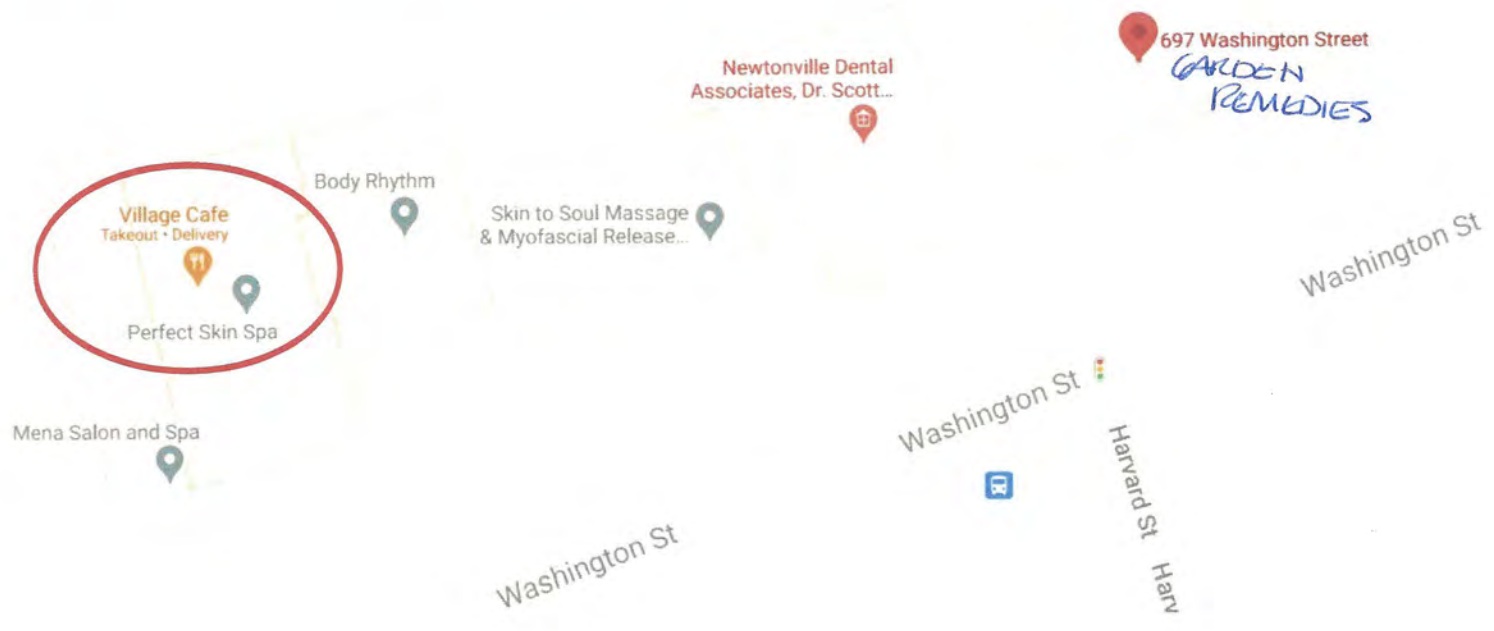 697 Washington Street
GARDEN
REMEDIES
Newtonville Dental
Associates, Dr. Scott...
Body Rhythm
Village Cafe
Takeout • Delivery
Skin to Soul Massage
& Myofascial Release...
Washington St
Perfect Skin Spa
Washington St
Mena Salon and Spa
Harvard St
Washington St
Harv